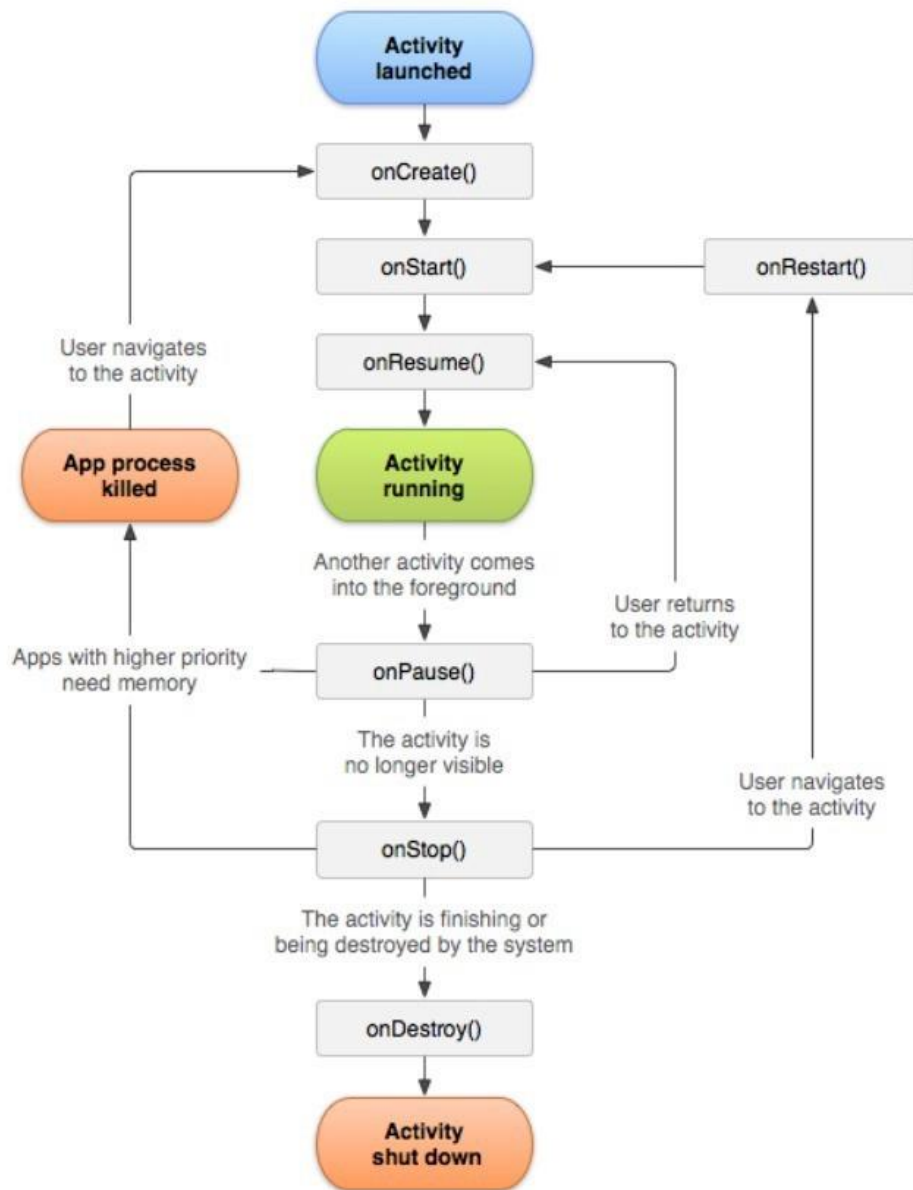 Activity
launched
onCreate()
onStart()
onRestart()
User navigates
to the activity
onResume()
App process
killed
Activity
running
Another activity comes
into the foreground
User returns
to the activity
Apps with higher priority
need memory
onPause()
The activity is
no longer visible
User navigates
to the activity
onStop()
The activity is finishing or
being destroyed by the system
onDestroy()
Activity
shut down